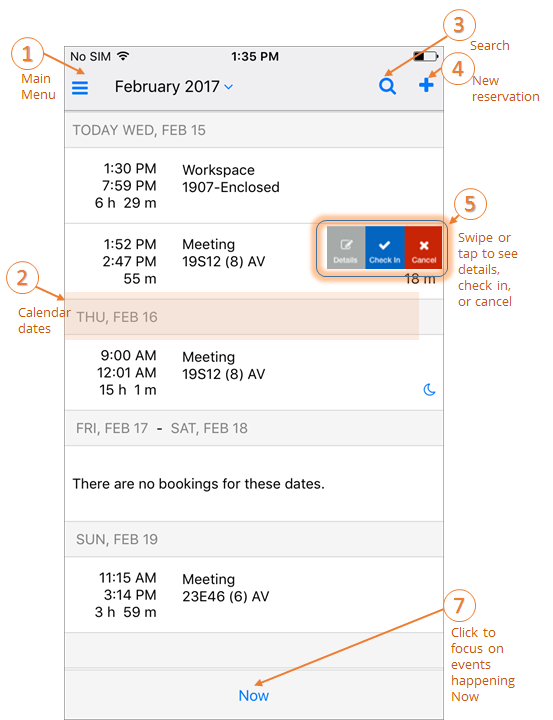 1
Main
Menu
3
Search
4
New
reservation
No SIM
1:35 PM
February 2017
TODAY WED, FEB 15
1:30 PM
7:59 PM
6 h 29 m
Workspace
1907-Enclosed
5
Swipe or
tap to see
details,
check in,
or cancel
1:52 PM
2:47 PM
55 m
Meeting
19S12 (8) AV
Details
Check In
Cancel
18 m
2
Calendar
dates
THU, FEB 16
9:00 AM
12:01 AM
15 h 1 m
Meeting
19S12 (8) AV
FRI, FEB 17 - SAT, FEB 18
There are no bookings for these dates.
SUN, FEB 19
11:15 AM
3:14 PM
3 h 59 m
Meeting
23E46 (6) AV
7
Click to
focus on
events
happening
Now
Now